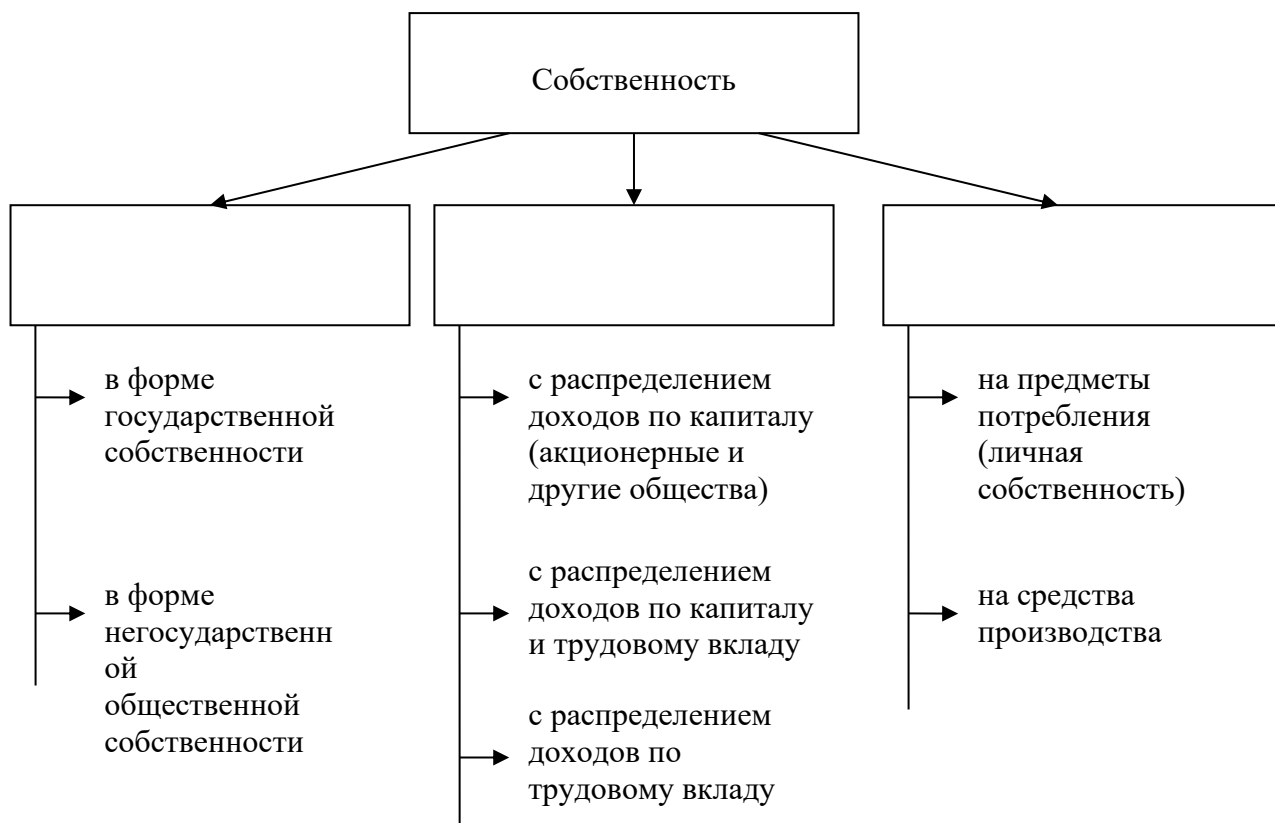 Собственность
в форме
государственной
собственности
в форме
негосударственн
ой
общественной
собственности
с распределением
доходов по капиталу
(акционерные и
другие общества)
с распределением
доходов по капиталу
и трудовому вкладу
с распределением
доходов по
трудовому вкладу
на предметы
потребления
(личная
собственность)
на средства
производства